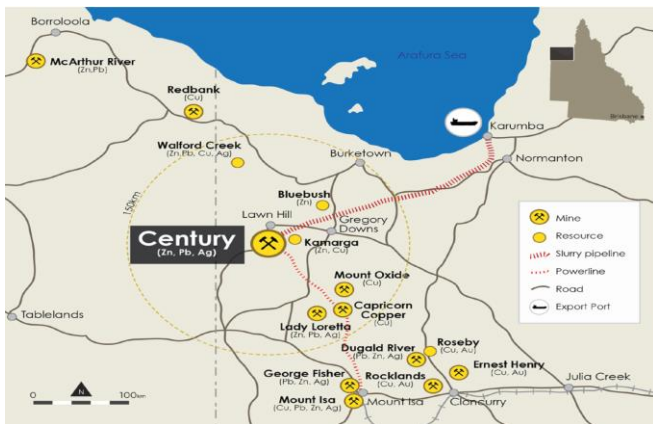 Borroloola
McArthur River
(Zn,Pb)
Arafura Sea
Brisbane
Redbank
(Cu)
Karumba
Walford Creek
(Zn, Pb, Cu, Ag)
Burketown
Normanton
Bluebush
(Zn)
150km
Lawn Hill
Gregory
Downs
Century
(Zn, Pb, Ag)
Kamarga
(Zn, Cu)
Mine
Resource
Slurry pipeline
Powerline
Road
Export Port
Mount Oxide
(Cu)
Capricorn
Copper
(Cu)
Tablelands
Lady Loretta
(Zn, Pb, Ag)
Dugald River
(Pb, Zn, Ag)
Roseby
(Cu, Au)
George Fisher
(Pb, Zn, Ag)
Rocklands
(Cu, Au)
Ernest Henry
(Cu, Au)
Julia Creek
Mount Isa
(Cu, Pb, Zn, Ag)
Mount Isa
Cloncurry
N
0 100km